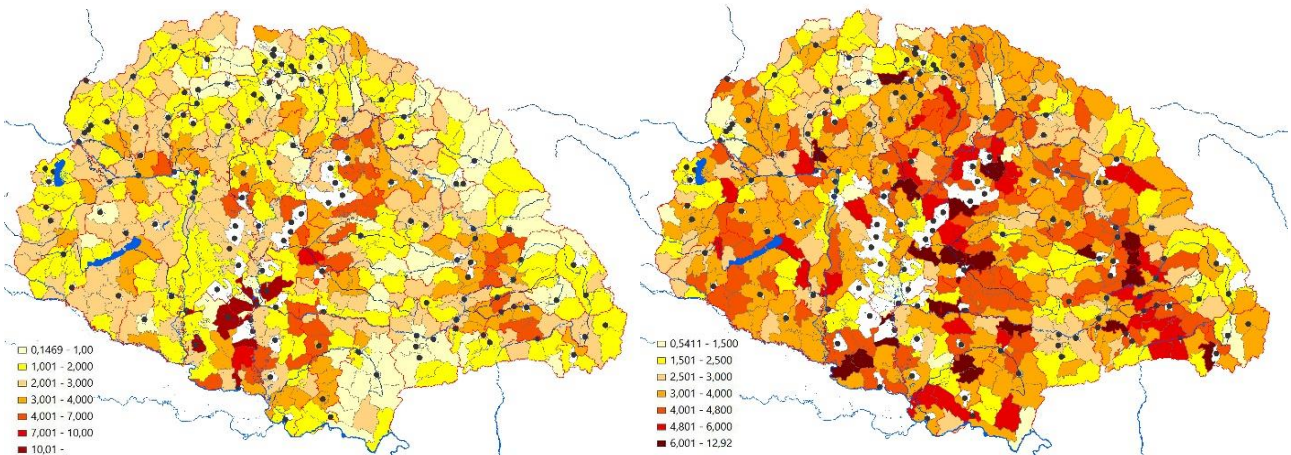 0,1469 - 1,00
1,001 - 2,000
2,001 - 3,000
3,001 - 4,000
4,001 - 7,000
7,001 - 10,00
10,01 -
0,5411 - 1,500
1,501 - 2,500
2,501 - 3,000
3,001 - 4,000
4,001 - 4,800
4,801 - 6,000
6,001 - 12,92